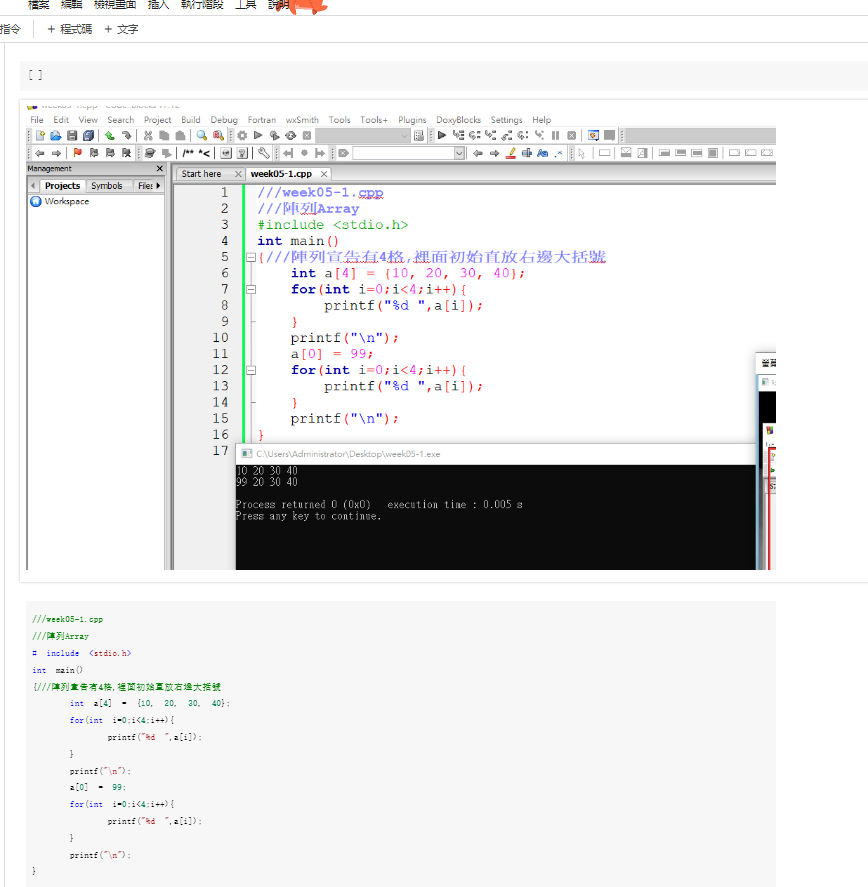 檔案 編輯 檢視畫面 插入 執行階段 工具 說明
指令 + 程式碼 + 文字
[ ]
File Edit View Search Project Build Debug Fortran wxSmith Tools Tools+ Plugins DoxyBlocks Settings Help
/** *<
Management
Start here × week05-1.cpp ×
Projects Symbols Files
Workspace
1 ///week05-1.cpp
2 ///陣列Array
3 #include <stdio.h>
4 int main()
5 {///陣列宣告有4格,裡面初始直放右邊大括號
6 int a[4] = {10, 20, 30, 40};
7 for(int i=0;i<4;i++){
8 printf("%d ",a[i]);
9 }
10 printf("\n");
11 a[0] = 99;
12 for(int i=0;i<4;i++){
13 printf("%d ",a[i]);
14 }
15 printf("\n");
16 }
17
C:\Users\Administrator\Desktop\week05-1.exe
10 20 30 40
99 20 30 40
Process returned 0 (0x0) execution time : 0.005 s
Press any key to continue.
///week05-1.cpp
///陣列Array
# include <stdio.h>
int main()
{///陣列宣告有4格,裡面初始直放右邊大括號
int a[4] = {10, 20, 30, 40};
for(int i=0;i<4;i++){
printf("%d ",a[i]);
}
printf("\n");
a[0] = 99;
for(int i=0;i<4;i++){
printf("%d ",a[i]);
}
printf("\n");
}